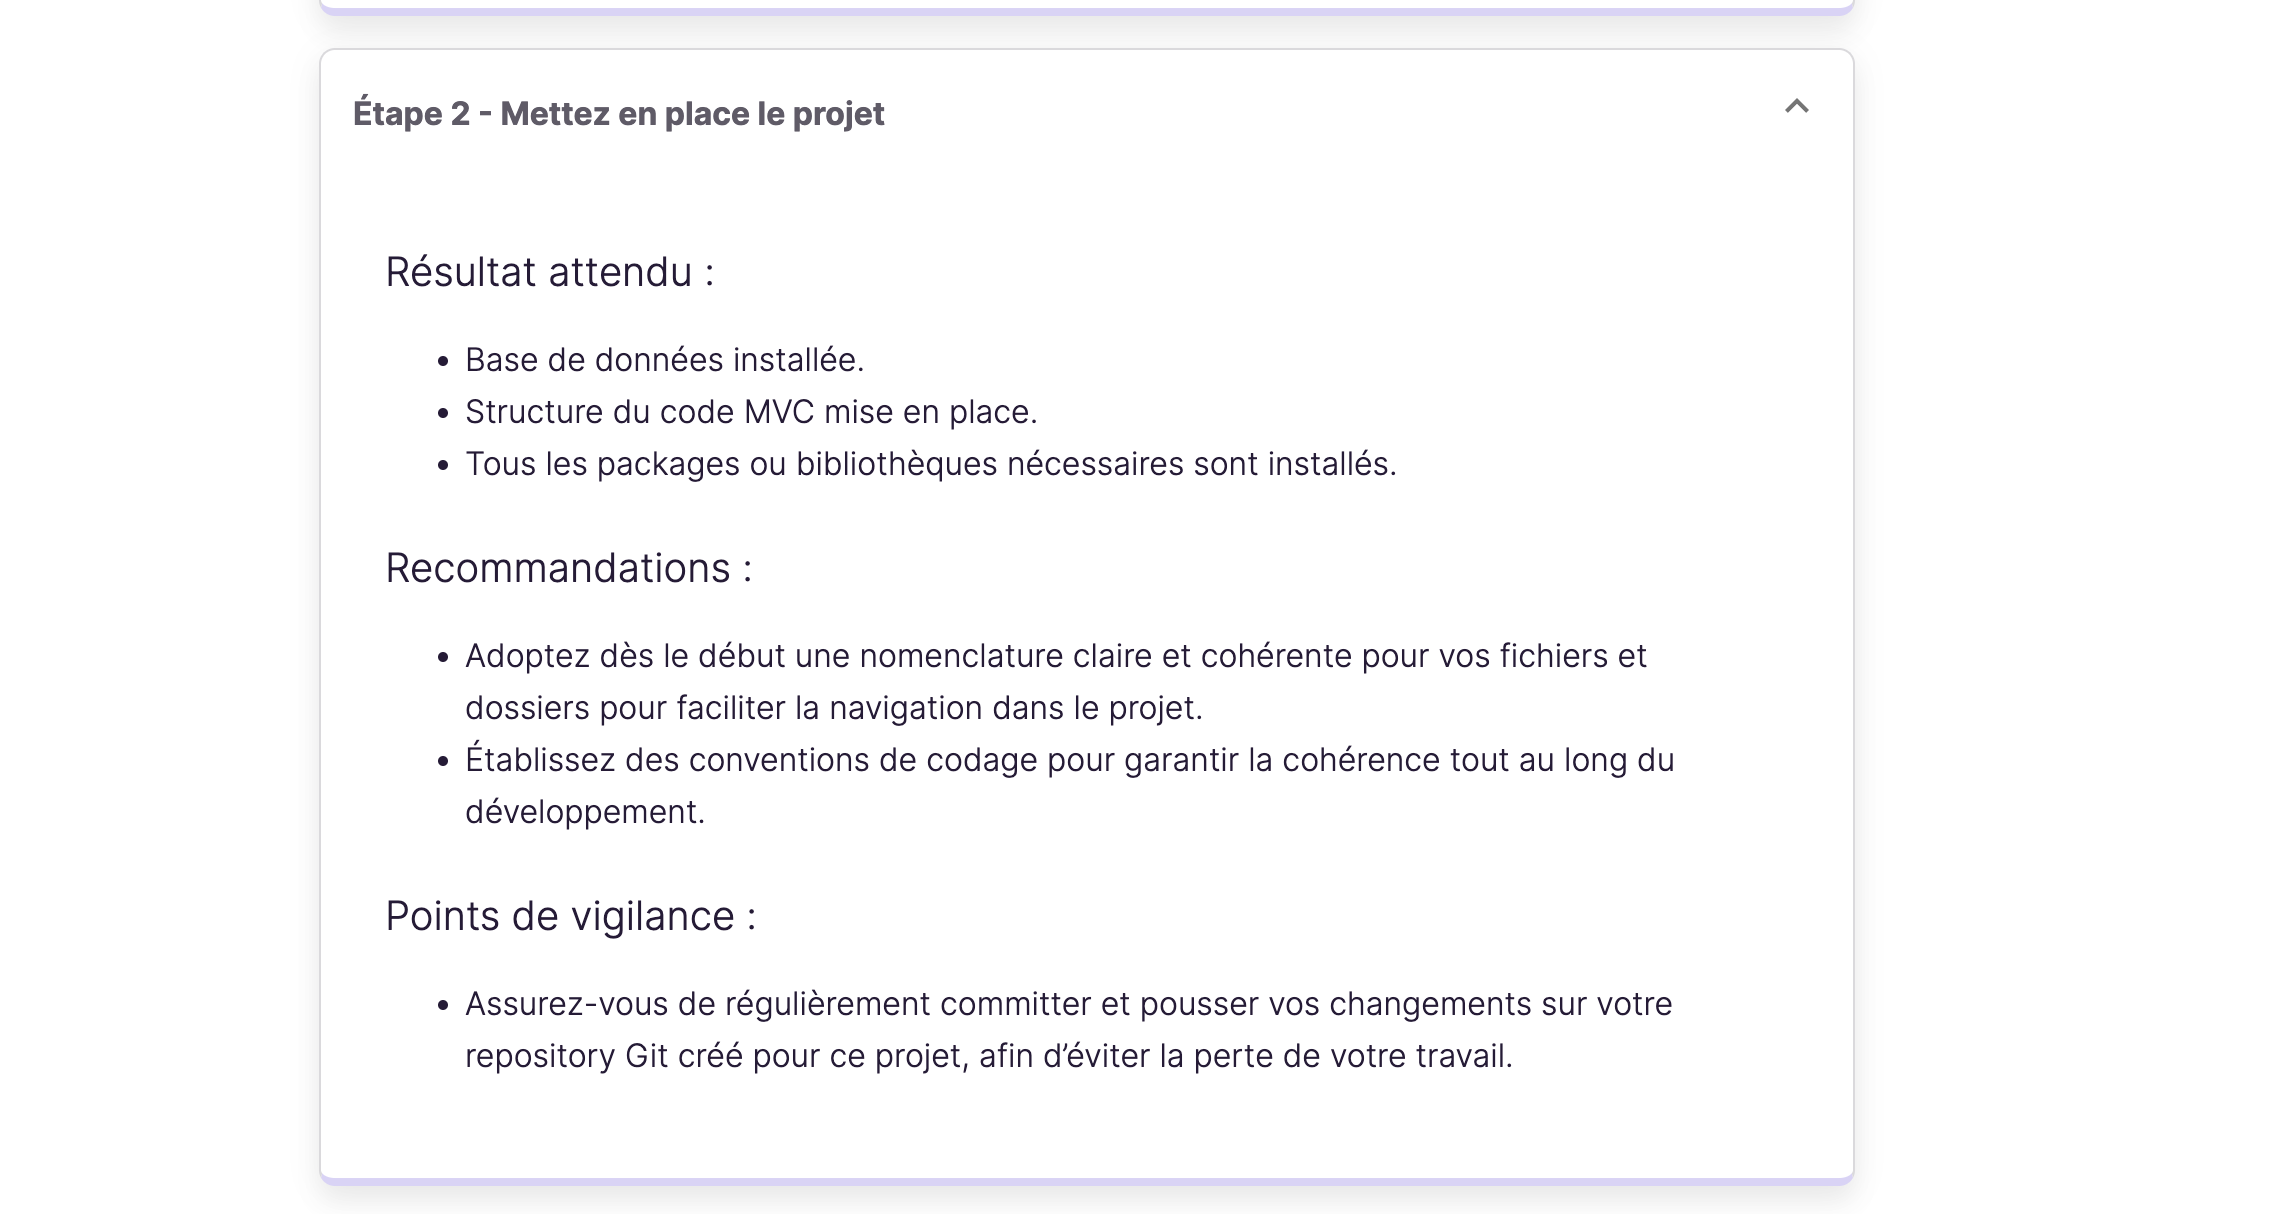 Étape 2 - Mettez en place le projet
Résultat attendu :
• Base de données installée.
• Structure du code MVC mise en place.
• Tous les packages ou bibliothèques nécessaires sont installés.
Recommandations :
• Adoptez dès le début une nomenclature claire et cohérente pour vos fichiers et
dossiers pour faciliter la navigation dans le projet.
• Établissez des conventions de codage pour garantir la cohérence tout au long du
développement.
Points de vigilance :
• Assurez-vous de régulièrement committer et pousser vos changements sur votre
repository Git créé pour ce projet, afin d’éviter la perte de votre travail.